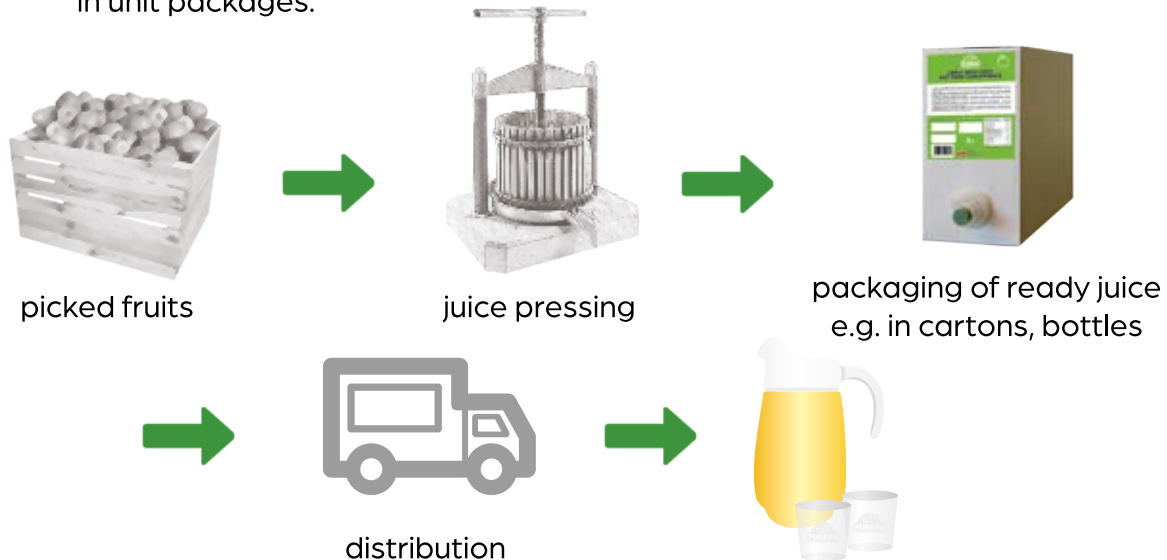 in unit packages.
picked fruits
juice pressing
packaging of ready juice
e.g. in cartons, bottles
distribution